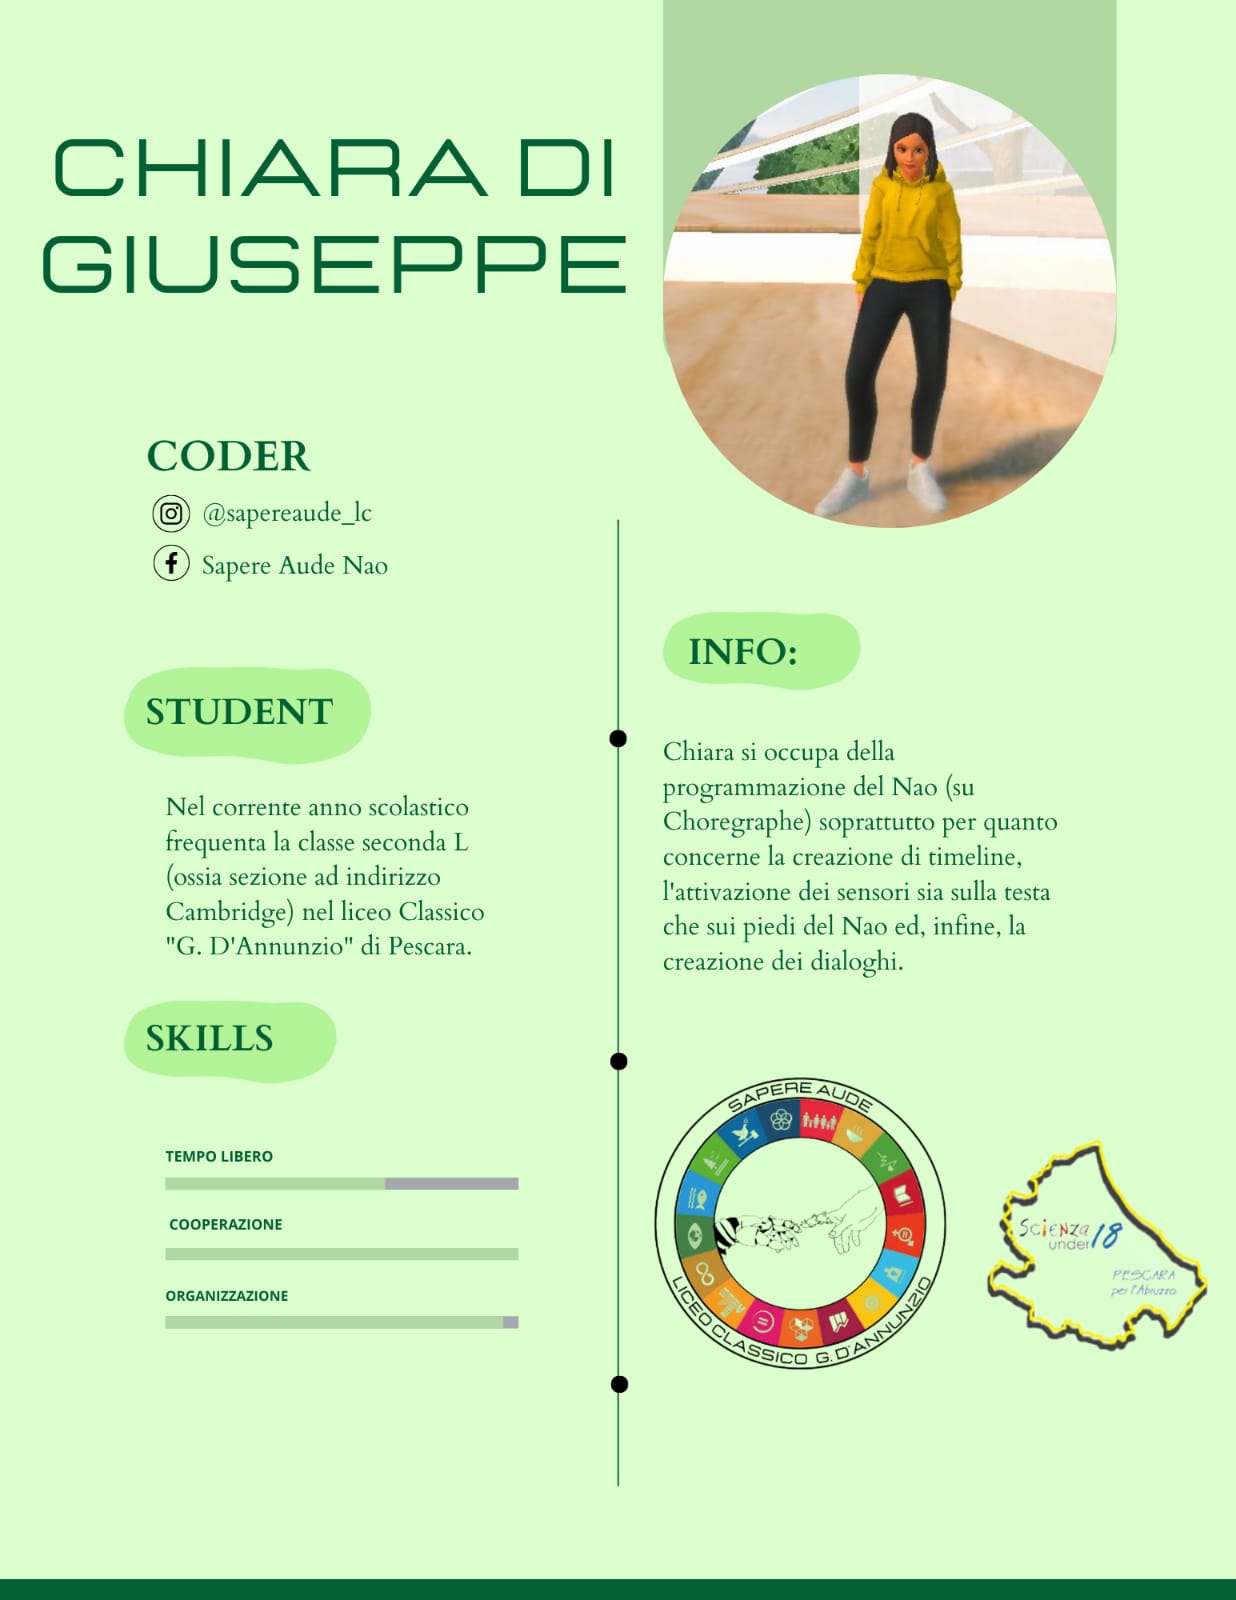 CHIARA DI
GIUSEPPE
CODER
@sapereaude_lc
Sapere Aude Nao
STUDENT
Nel corrente anno scolastico
frequenta la classe seconda L
(ossia sezione ad indirizzo
Cambridge) nel liceo Classico
"G. D'Annunzio" di Pescara.
SKILLS
TEMPO LIBERO
COOPERAZIONE
ORGANIZZAZIONE
INFO:
Chiara si occupa della
programmazione del Nao (su
Choregraphe) soprattutto per quanto
concerne la creazione di timeline,
l'attivazione dei sensori sia sulla testa
che sui piedi del Nao ed, infine, la
creazione dei dialoghi.
SAPERE AUDE
LICEO CLASSICO G. D'ANNUNZIO
Scienza
under18
PESCARA
per l'Abruzzo